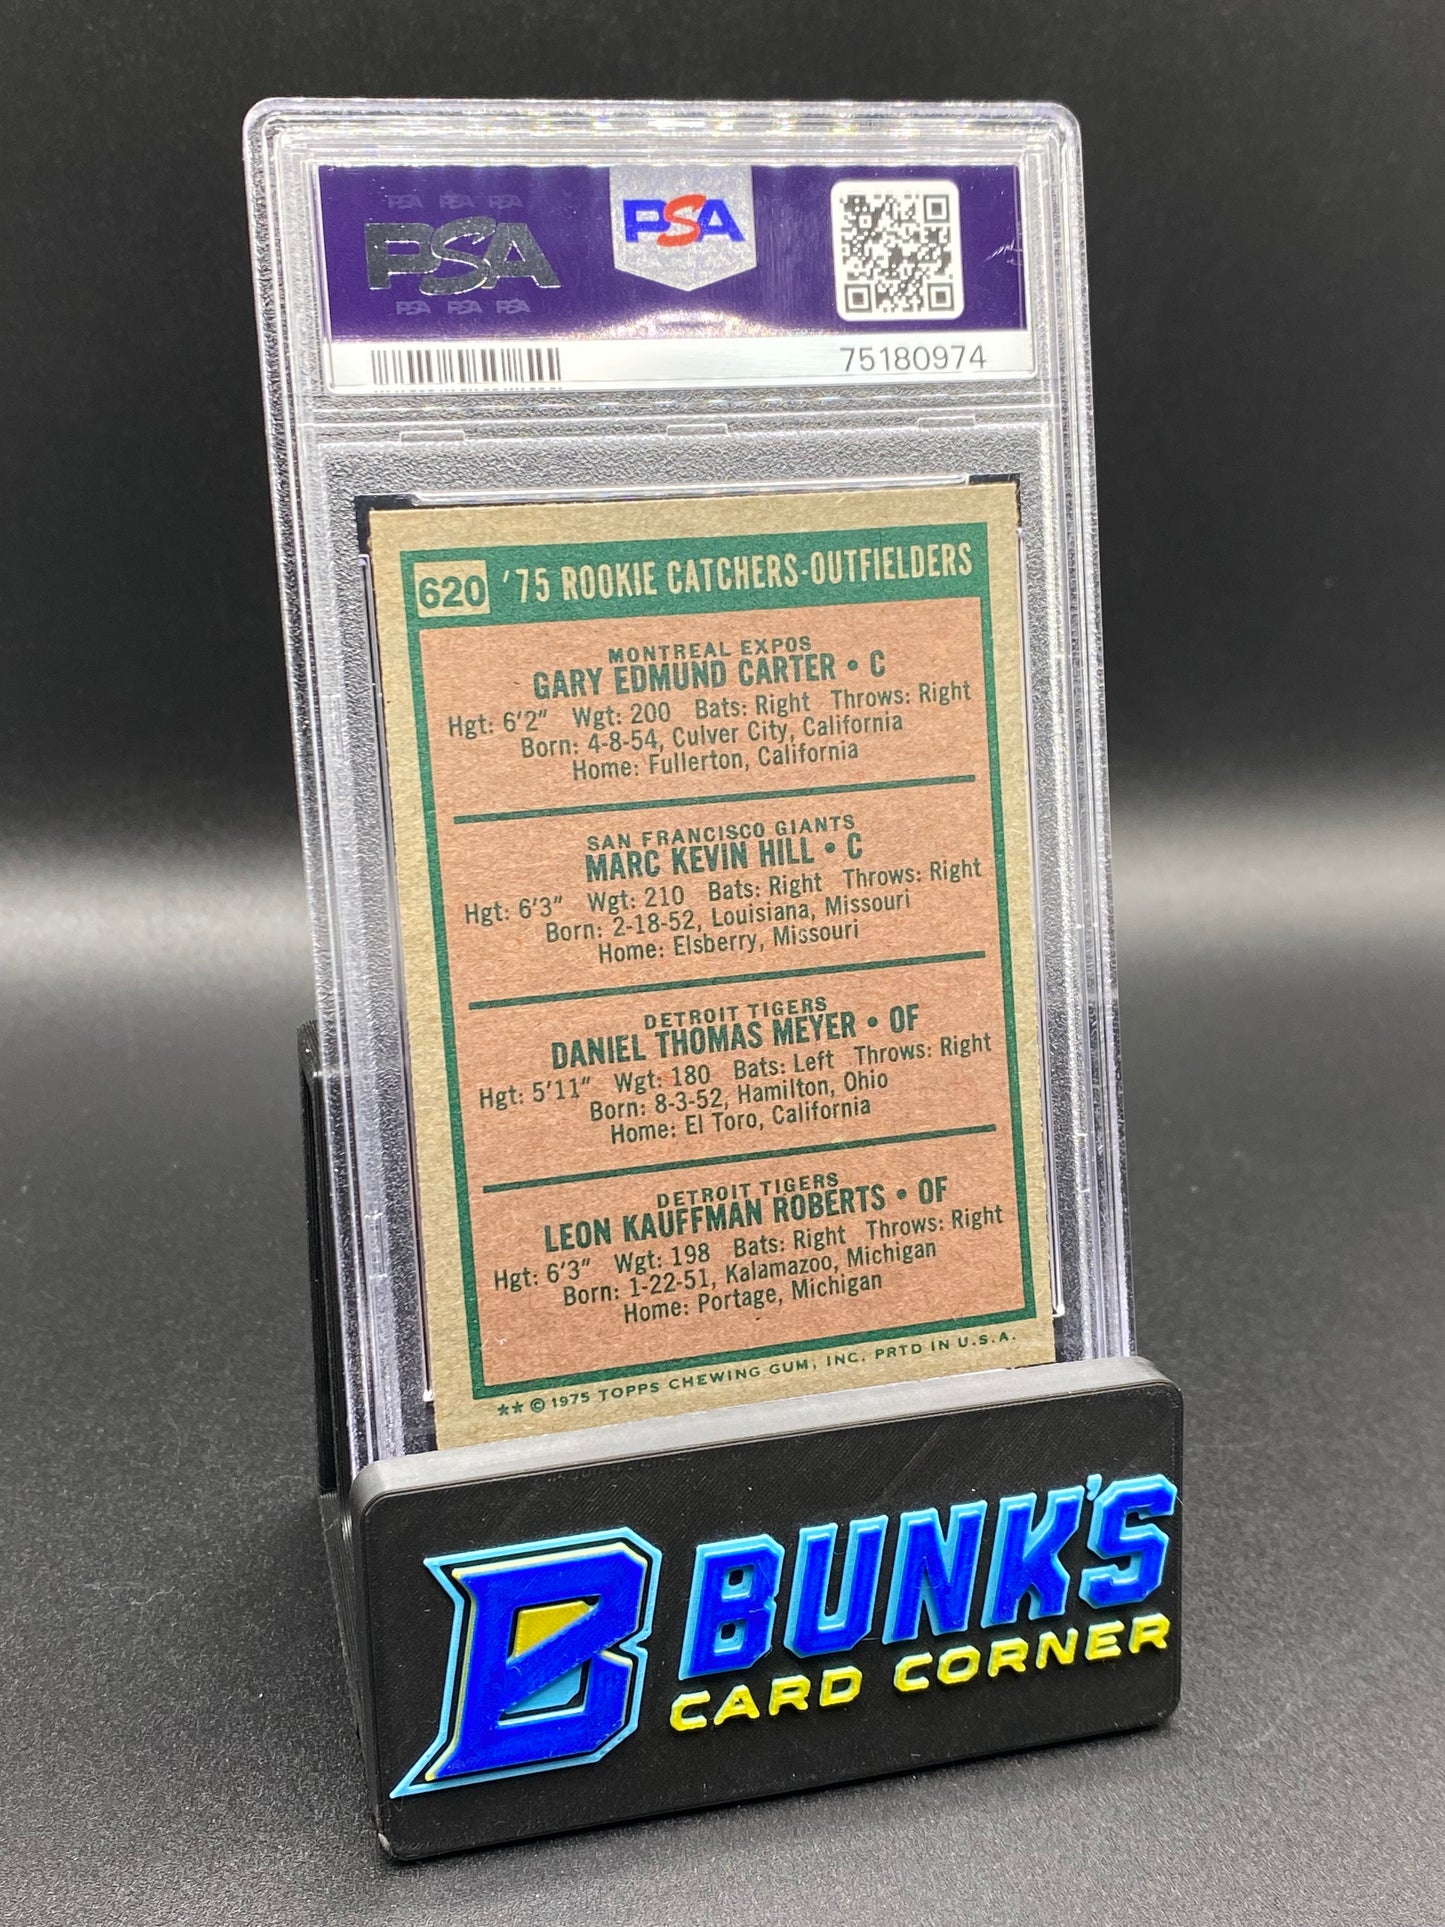 PSA PSA PSA
PSA
PSA PSA PSA
PSA
75180974
620 '75 ROOKIE CATCHERS-OUTFIELDERS
MONTREAL EXPOS
GARY EDMUND CARTER • C
Hgt: 6'2" Wgt: 200 Bats: Right Throws: Right
Born: 4-8-54, Culver City, California
Home: Fullerton, California
SAN FRANCISCO GIANTS
MARC KEVIN HILL • C
Hgt: 6'3" Wgt: 210 Bats: Right Throws: Right
Born: 2-18-52, Louisiana, Missouri
Home: Elsberry, Missouri
DETROIT TIGERS
DANIEL THOMAS MEYER • OF
Hgt: 5'11" Wgt: 180 Bats: Left Throws: Right
Born: 8-3-52, Hamilton, Ohio
Home: El Toro, California
DETROIT TIGERS
LEON KAUFFMAN ROBERTS • OF
Hgt: 6'3" Wgt: 198 Bats: Right Throws: Right
Born: 1-22-51, Kalamazoo, Michigan
Home: Portage, Michigan
** © 1975 TOPPS CHEWING GUM, INC. PRTD IN U.S.A.
B BUNK'S
CARD CORNER